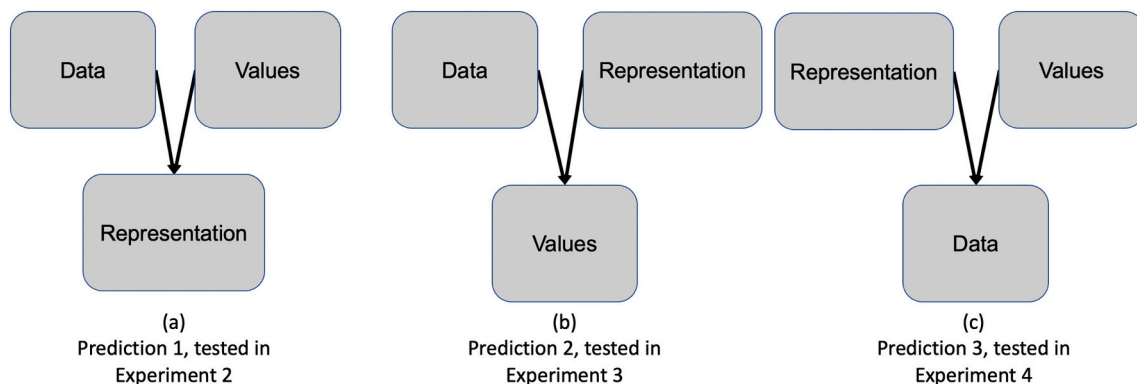 Data
Values
Representation
(a)
Prediction 1, tested in
Experiment 2
Data
Representation
Values
(b)
Prediction 2, tested in
Experiment 3
Representation
Values
Data
(c)
Prediction 3, tested in
Experiment 4